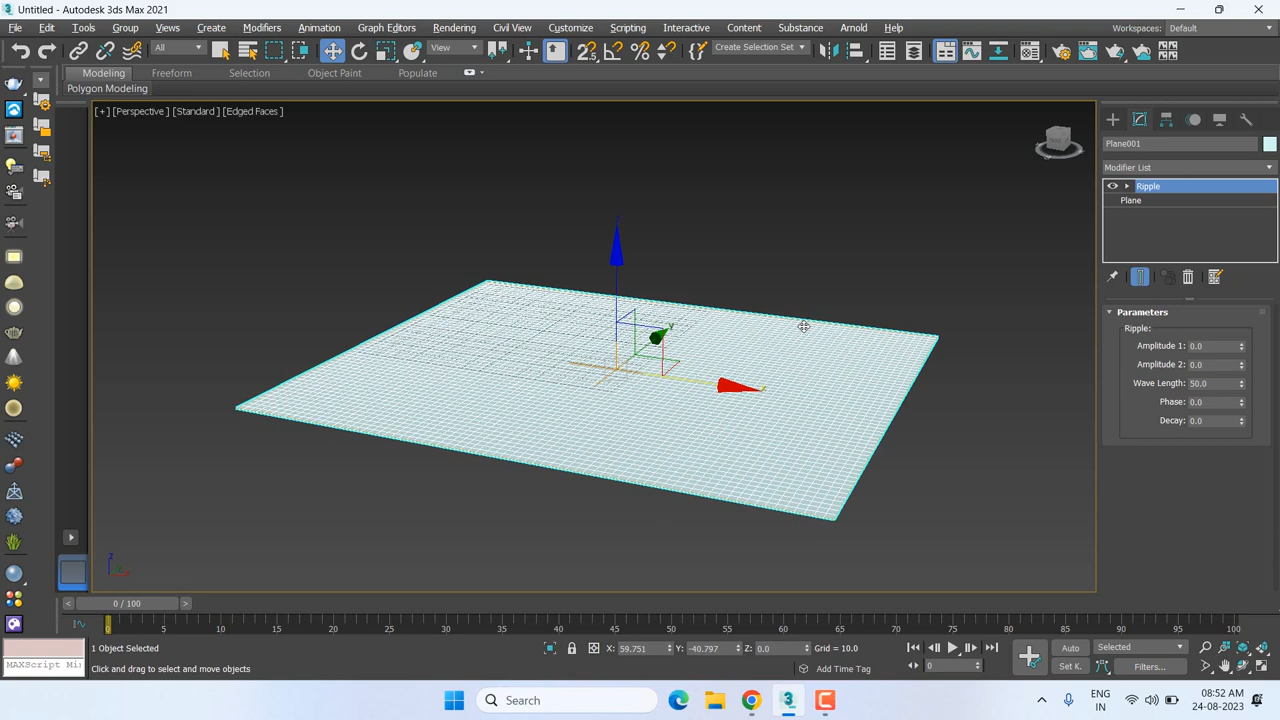 Untitled - Autodesk 3ds Max 2021
File Edit Tools Group Views Create Modifiers Animation Graph Editors Rendering Civil View Customize Scripting Interactive Content Substance Arnold Help Workspaces: Default
All View Create Selection Set
Modeling Freeform Selection Object Paint Populate
Polygon Modeling
[+] [Perspective ] [Standard ] [Edged Faces ]
Plane001
Modifier List
Ripple
Plane
Parameters
Ripple:
Amplitude 1: 0.0
Amplitude 2: 0.0
Wave Length: 50.0
Phase: 0.0
Decay: 0.0
z
y
x
z
0 / 100
0 5 10 15 20 25 30 35 40 45 50 55 60 65 70 75 80 85 90 95 100
1 Object Selected X: 59.751 Y: -40.797 Z: 0.0 Grid = 10.0 Auto Selected
MAXScript Mi Click and drag to select and move objects Add Time Tag 0 Set K. Filters...
Search ENG IN 08:52 AM 24-08-2023